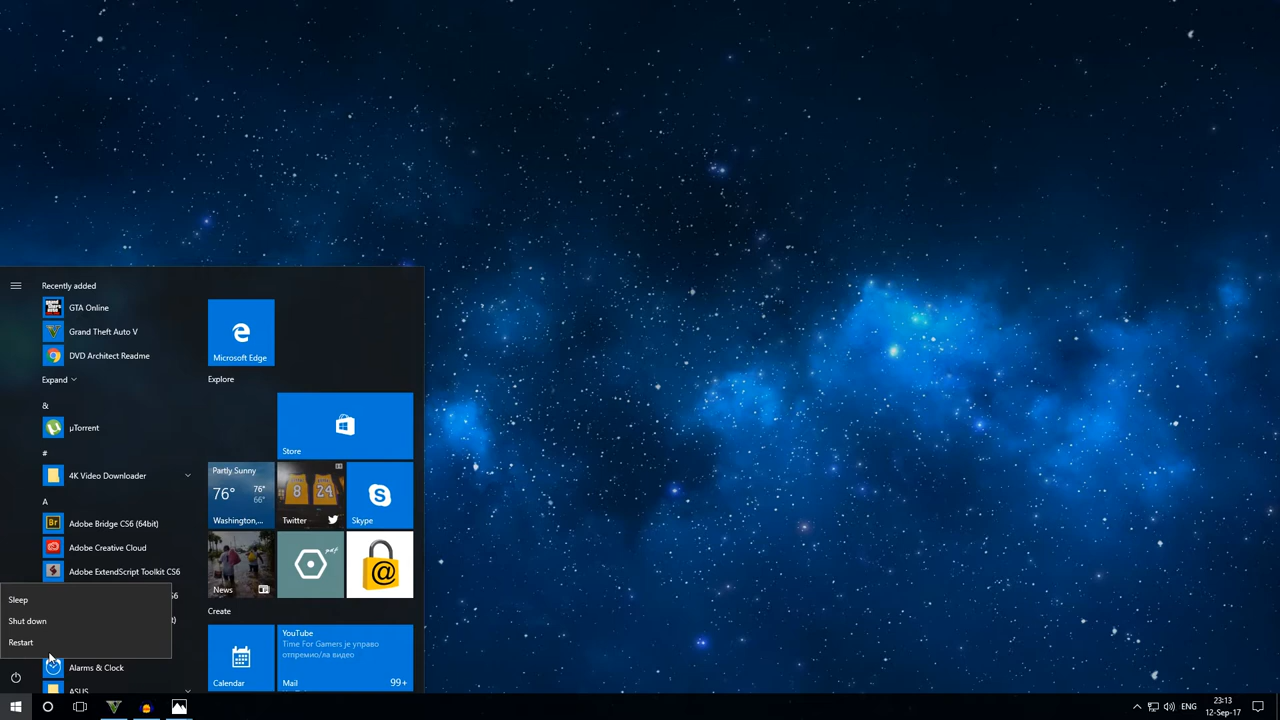 Recently added
GTA Online
Grand Theft Auto V
DVD Architect Readme
Expand
&
µTorrent
#
4K Video Downloader
A
Adobe Bridge CS6 (64bit)
Adobe Creative Cloud
Adobe ExtendScript Toolkit CS6
Sleep
Shut down
Restart
Alarms & Clock
ASUS
Microsoft Edge
Explore
Store
Partly Sunny
76°
76°
66°
Washington,...
8
24
Twitter
Skype
News
@
Create
Calendar
YouTube
Time For Gamers је управо
отпремио/ла видео
Mail
99+
ENG
23:13
12-Sep-17